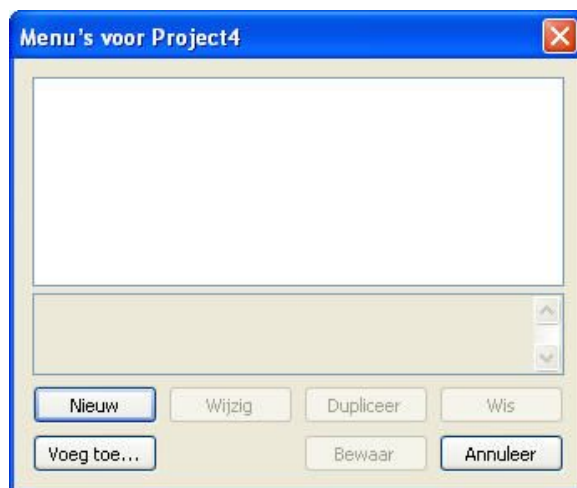 Menu's voor Project4
Nieuw Wijzig Dupliceer Wis
Voeg toe... Bewaar Annuleer